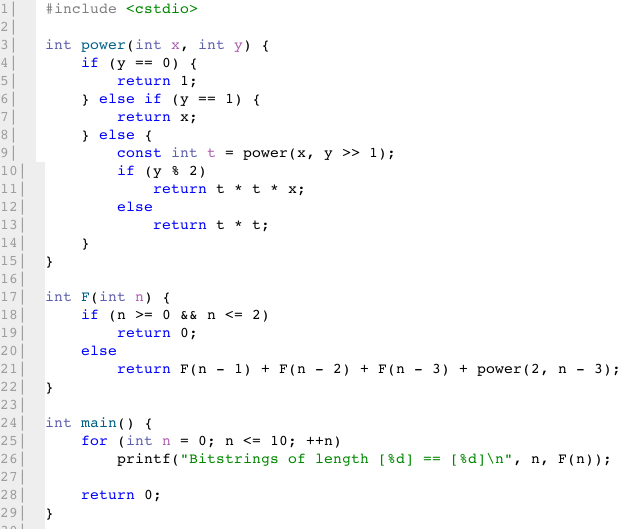 1| #include <cstdio>
2|
3| int power(int x, int y) {
4|     if (y == 0) {
5|         return 1;
6|     } else if (y == 1) {
7|         return x;
8|     } else {
9|         const int t = power(x, y >> 1);
10|         if (y % 2)
11|             return t * t * x;
12|         else
13|             return t * t;
14|     }
15| }
16|
17| int F(int n) {
18|     if (n >= 0 && n <= 2)
19|         return 0;
20|     else
21|         return F(n - 1) + F(n - 2) + F(n - 3) + power(2, n - 3);
22| }
23|
24| int main() {
25|     for (int n = 0; n <= 10; ++n)
26|         printf("Bitstrings of length [%d] == [%d]\n", n, F(n));
27|
28|     return 0;
29| }